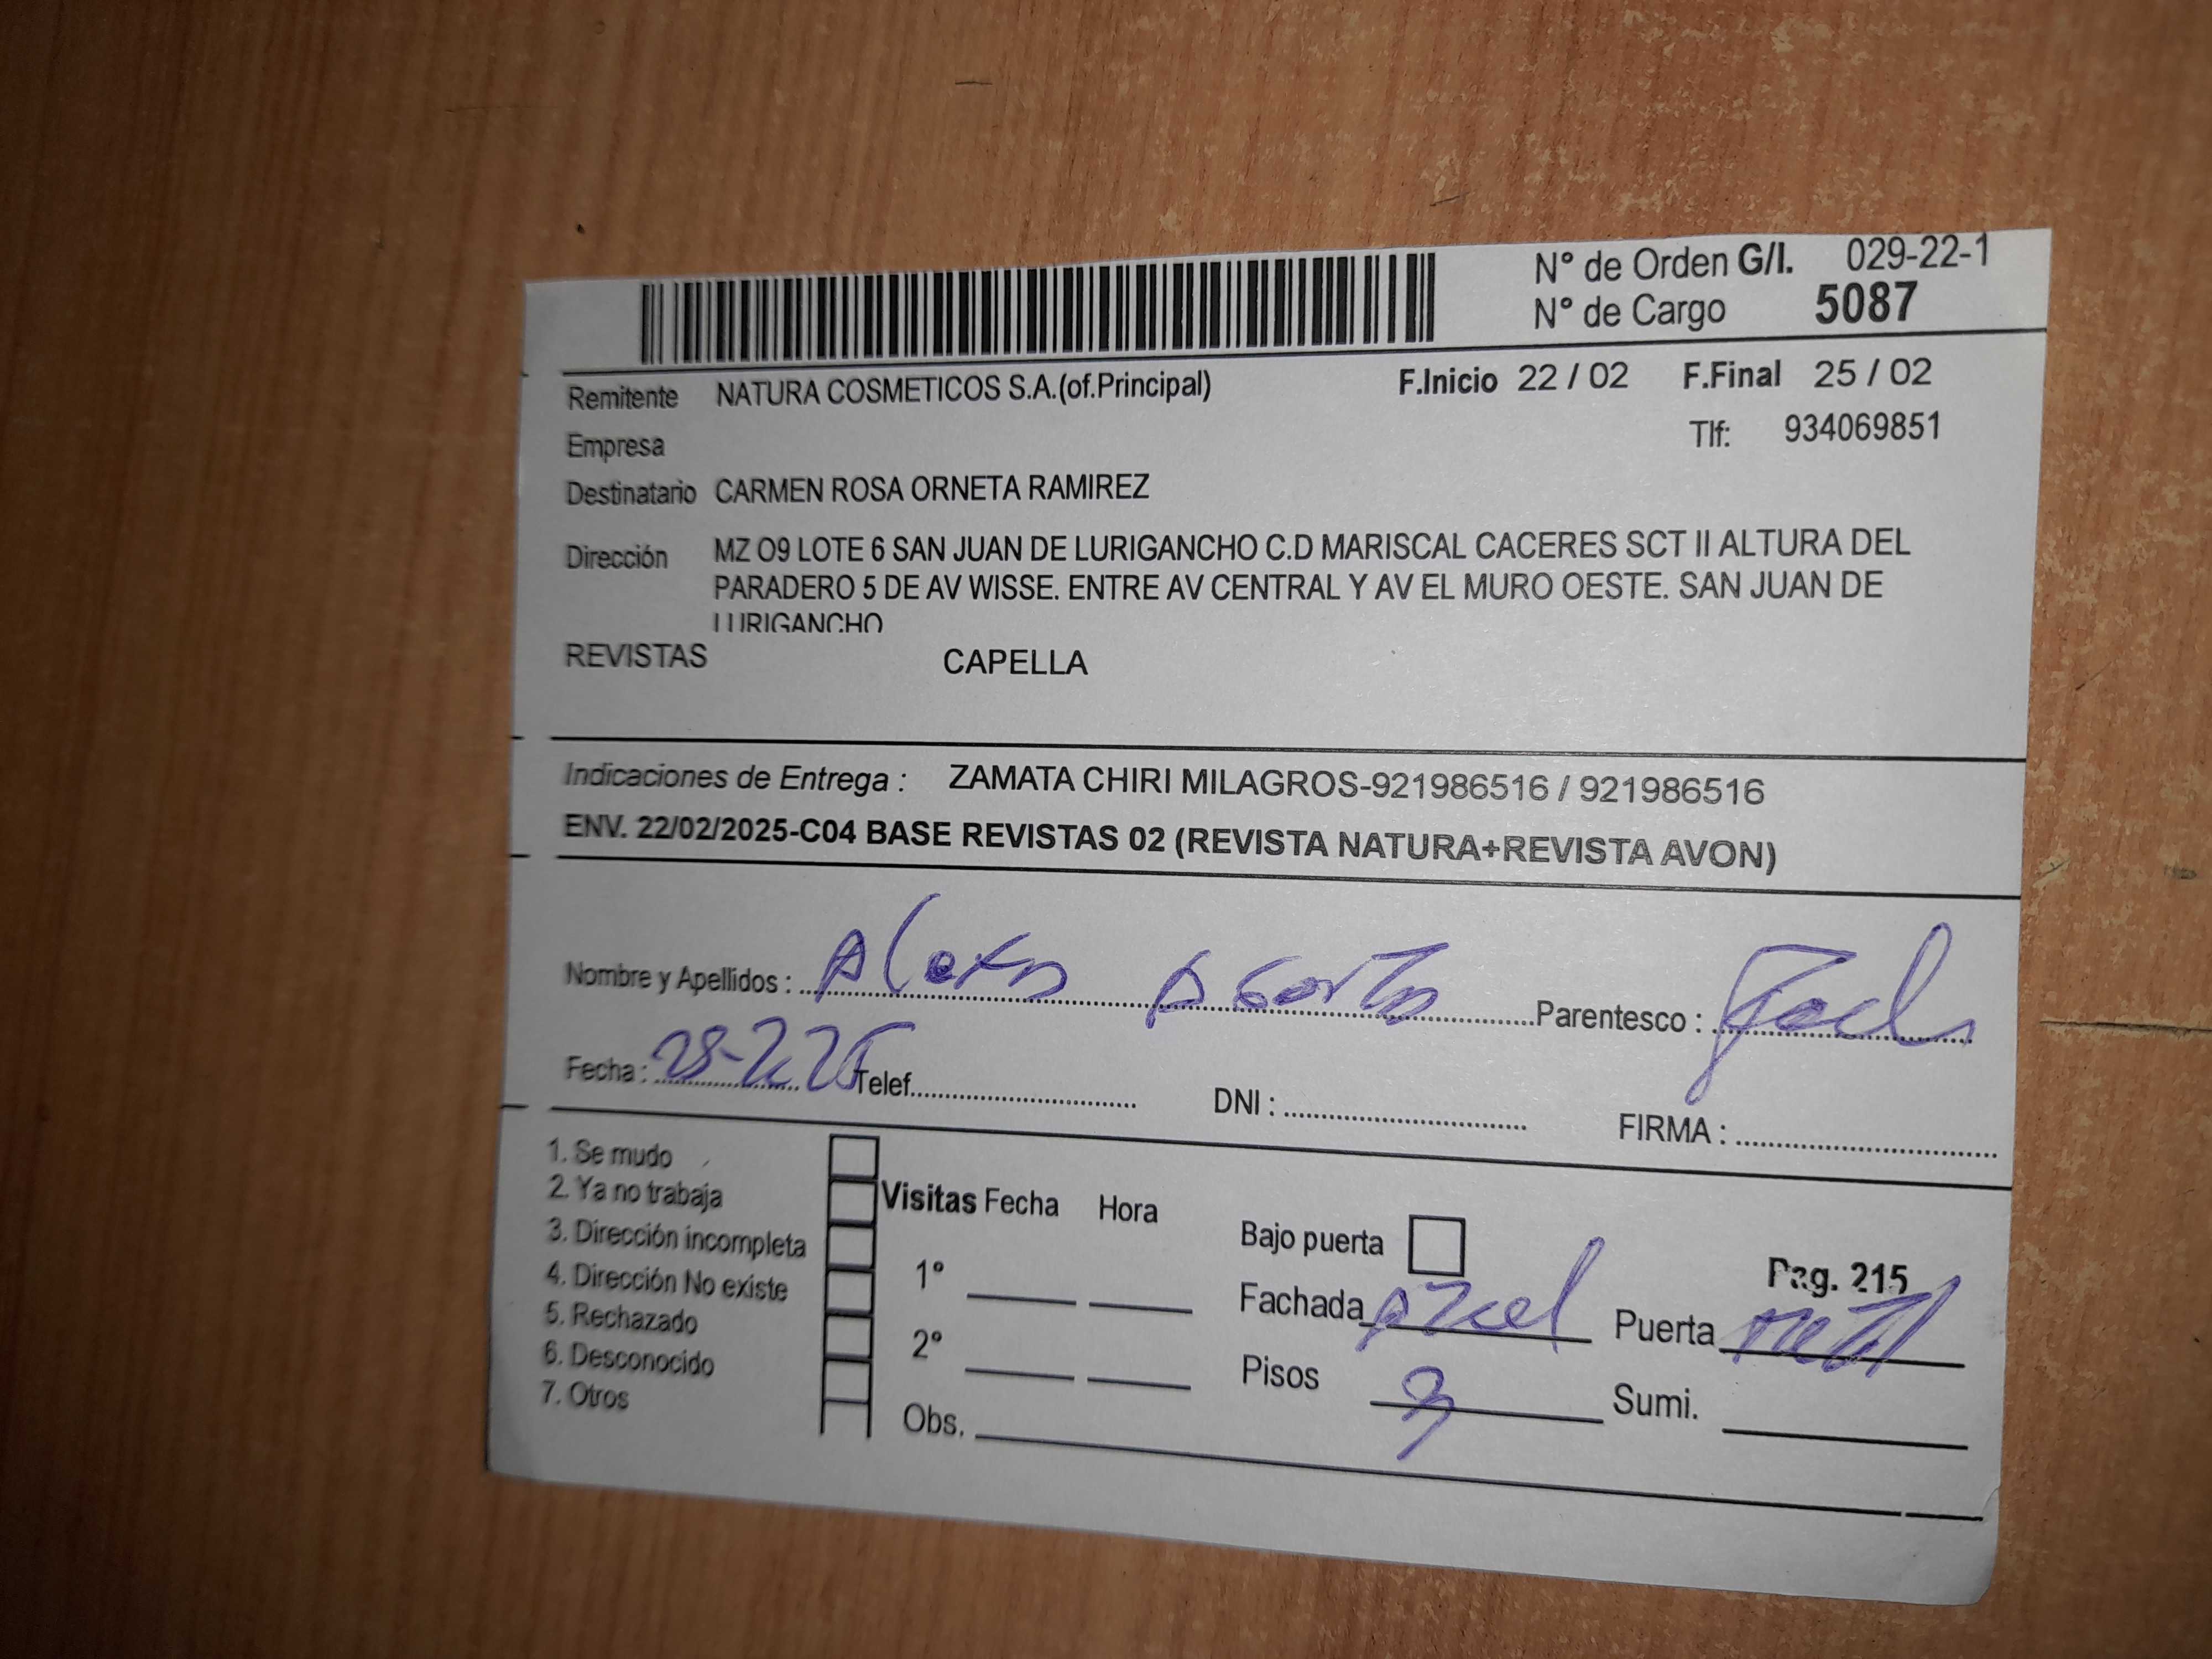 N° de Orden G/I. 029-22-1
N° de Cargo 5087
Remitente NATURA COSMETICOS S.A.(of.Principal) F.Inicio 22 / 02 F.Final 25 / 02
Empresa Tlf: 934069851
Destinatario CARMEN ROSA ORNETA RAMIREZ
Dirección MZ O9 LOTE 6 SAN JUAN DE LURIGANCHO C.D MARISCAL CACERES SCT II ALTURA DEL
PARADERO 5 DE AV WISSE. ENTRE AV CENTRAL Y AV EL MURO OESTE. SAN JUAN DE
LURIGANCHO
REVISTAS CAPELLA
Indicaciones de Entrega : ZAMATA CHIRI MILAGROS-921986516 / 921986516
ENV. 22/02/2025-C04 BASE REVISTAS 02 (REVISTA NATURA+REVISTA AVON)
Nombre y Apellidos : Parentesco :
Fecha : Telef. DNI : FIRMA :
1. Se mudo
2. Ya no trabaja
3. Dirección incompleta
4. Dirección No existe
5. Rechazado
6. Desconocido
7. Otros
Visitas Fecha Hora
1°
2°
Obs.
Bajo puerta
Pag. 215
Fachada Puerta
Pisos 3 Sumi.